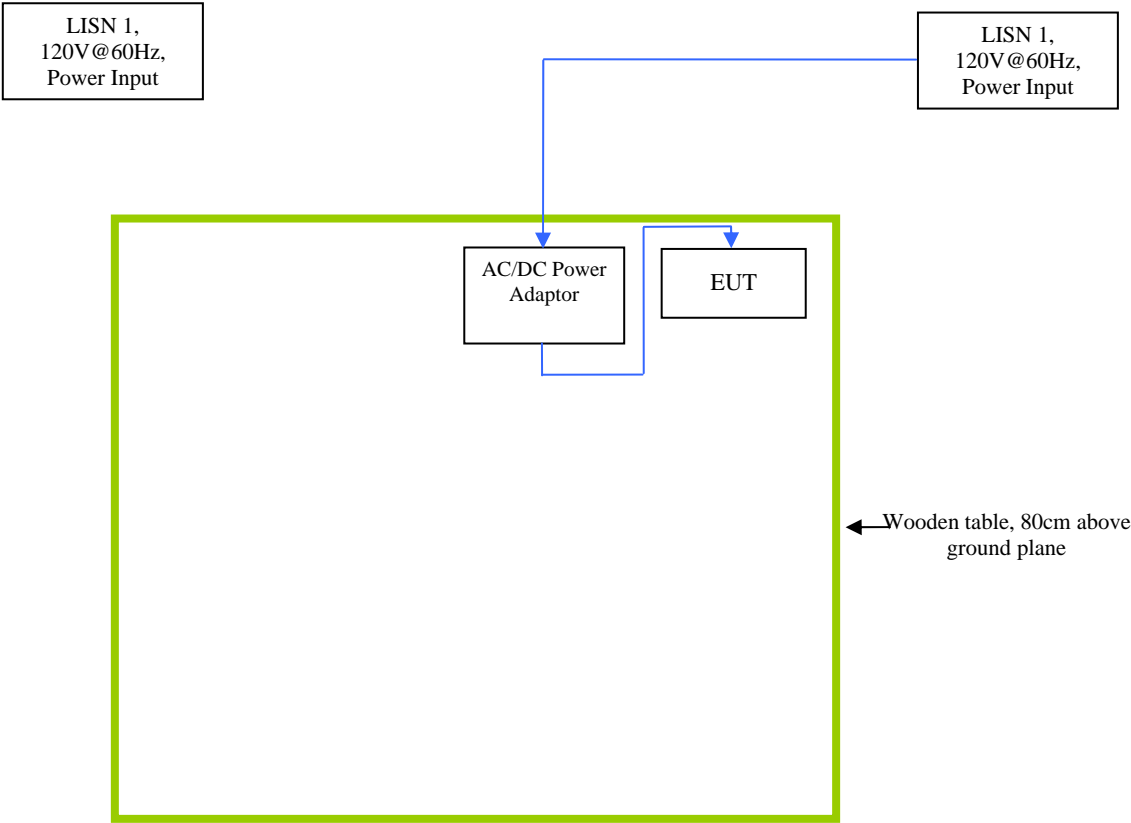 LISN 1,
120V@60Hz,
Power Input
LISN 1,
120V@60Hz,
Power Input
AC/DC Power
Adaptor
EUT
Wooden table, 80cm above
ground plane